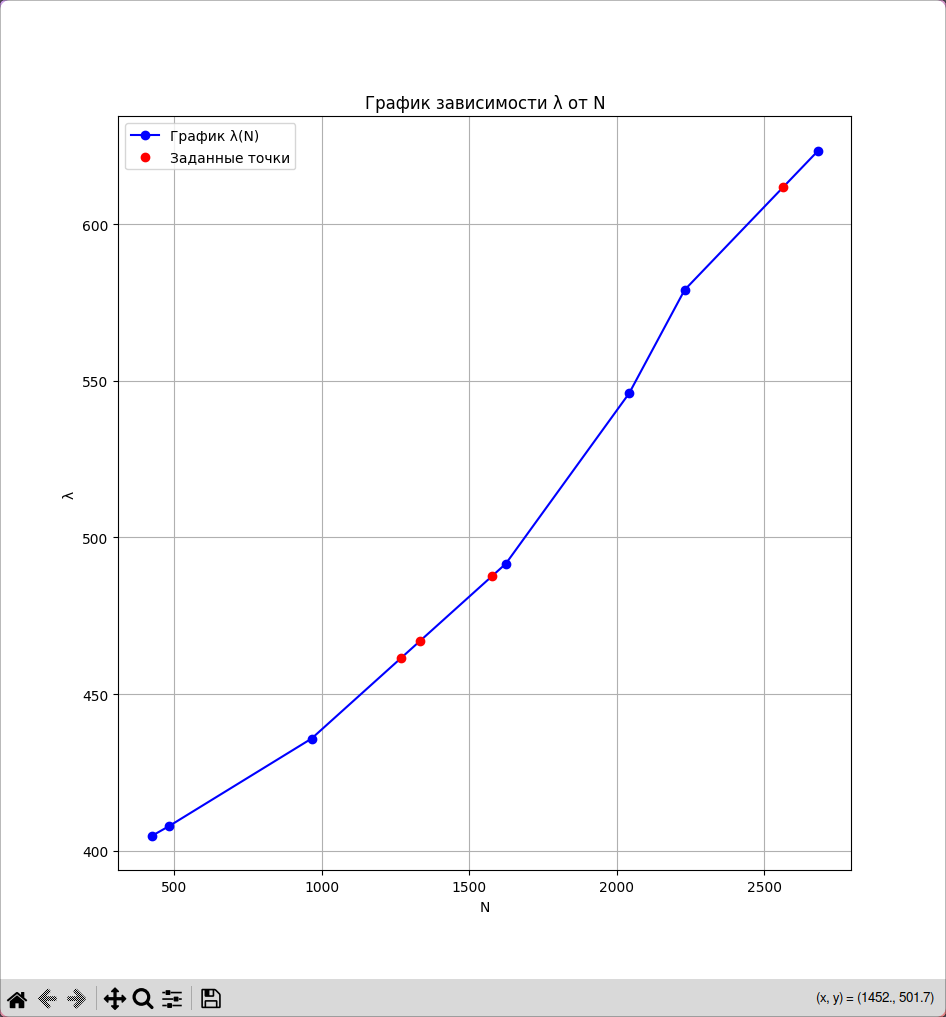 График зависимости λ от N
График λ(N)
Заданные точки
600
550
500
450
400
λ
500
1000
1500
2000
2500
N
(x, y) = (1452., 501.7)